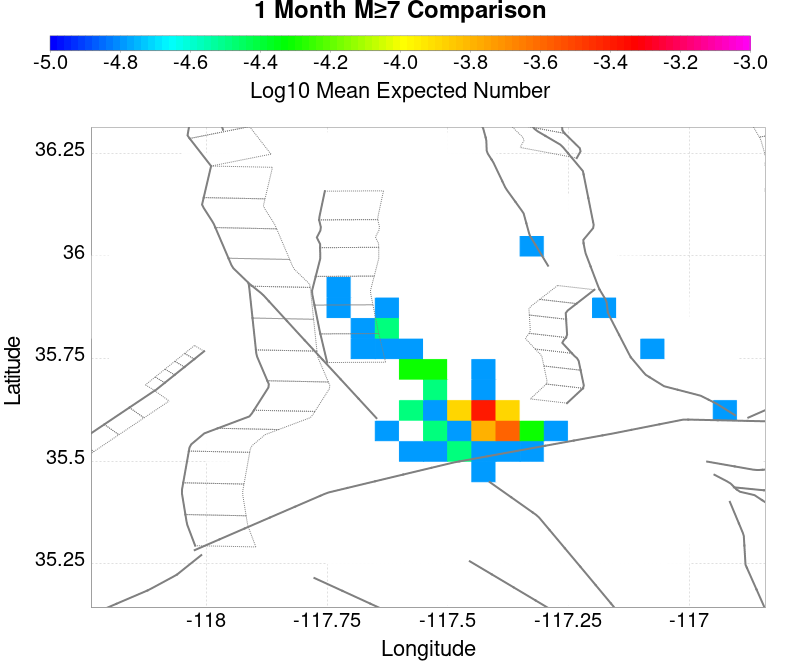 1 Month M≥7 Comparison
-5.0 -4.8 -4.6 -4.4 -4.2 -4.0 -3.8 -3.6 -3.4 -3.2 -3.0
Log10 Mean Expected Number
36.25
36
35.75
35.5
35.25
Latitude
-118 -117.75 -117.5 -117.25 -117
Longitude